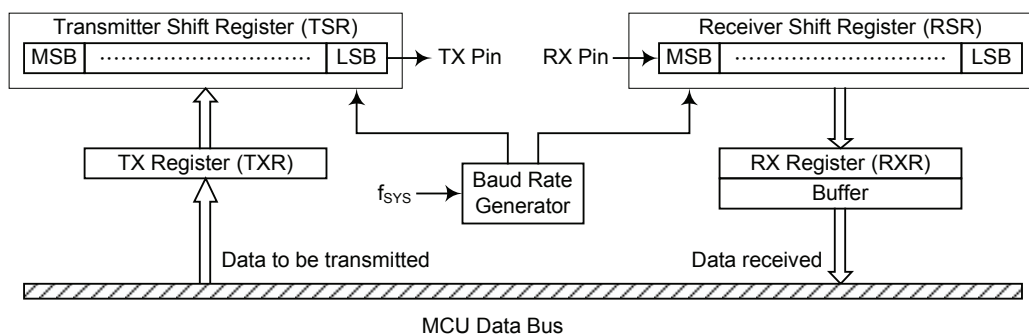 Transmitter Shift Register (TSR)
MSB ................................ LSB
TX Pin
RX Pin
Receiver Shift Register (RSR)
MSB ................................ LSB
TX Register (TXR)
fSYS
Baud Rate
Generator
RX Register (RXR)
Buffer
Data to be transmitted
Data received
MCU Data Bus